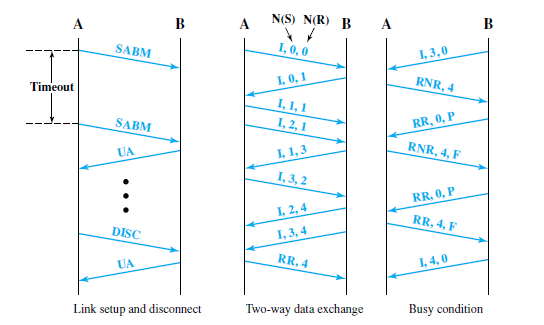 A B
SABM
Timeout
SABM
UA
DISC
UA
Link setup and disconnect
A N(S) N(R) B
I, 0, 0
I, 0, 1
I, 1, 1
I, 2, 1
I, 1, 3
I, 3, 2
I, 2, 4
I, 3, 4
RR, 4
Two-way data exchange
A B
I, 3, 0
RNR, 4
RR, 0, P
RNR, 4, F
RR, 0, P
RR, 4, F
I, 4, 0
Busy condition